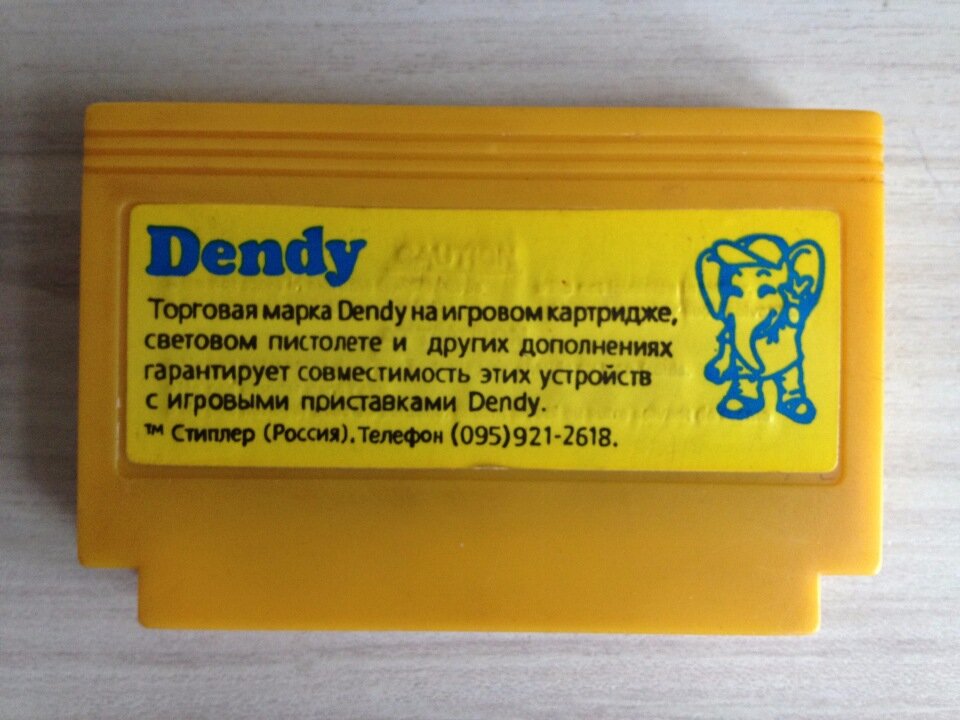 Dendy
CAUTION
Торговая марка Dendy на игровом картридже,
световом пистолете и других дополнениях
гарантирует совместимость этих устройств
с игровыми приставками Dendy.
™ Стиплер (Россия). Телефон (095)921-2618.